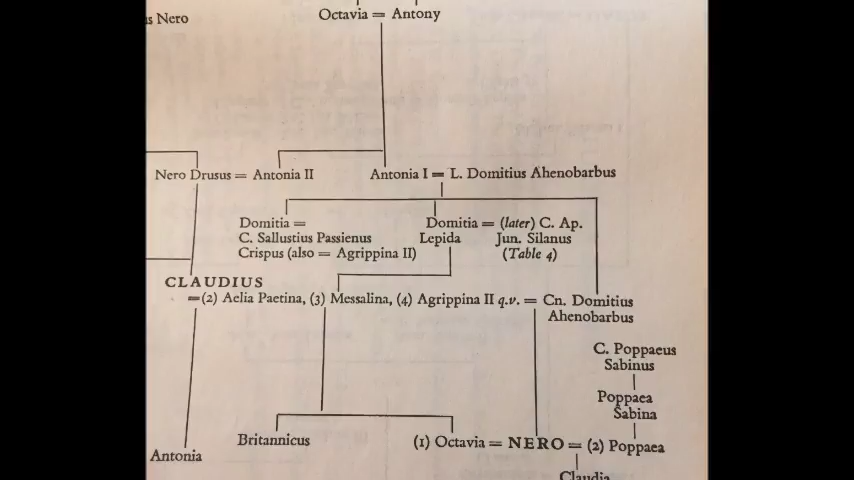 s Nero
Octavia = Antony
Nero Drusus = Antonia II
Antonia I = L. Domitius Ahenobarbus
Domitia =
C. Sallustius Passienus
Crispus (also = Agrippina II)
Domitia = (later) C. Ap.
Lepida Jun. Silanus
(Table 4)
CLAUDIUS
=(2) Aelia Paetina, (3) Messalina, (4) Agrippina II q.v. = Cn. Domitius
Ahenobarbus
C. Poppaeus
Sabinus
Poppaea
Sabina
Antonia
Britannicus
(1) Octavia = NERO = (2) Poppaea
Claudia